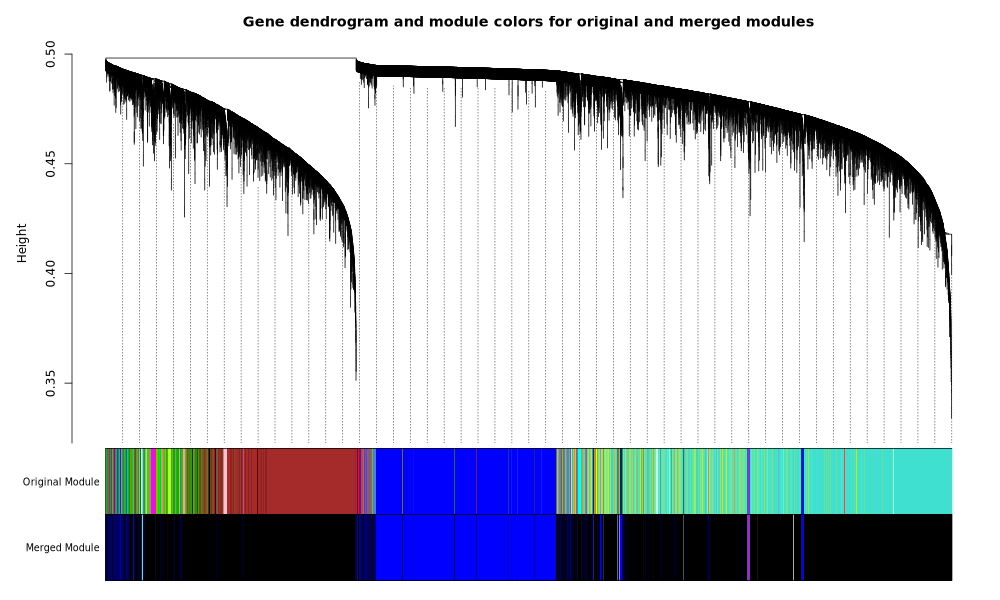 Gene dendrogram and module colors for original and merged modules
0.50
0.45
0.40
0.35
Height
Original Module
Merged Module